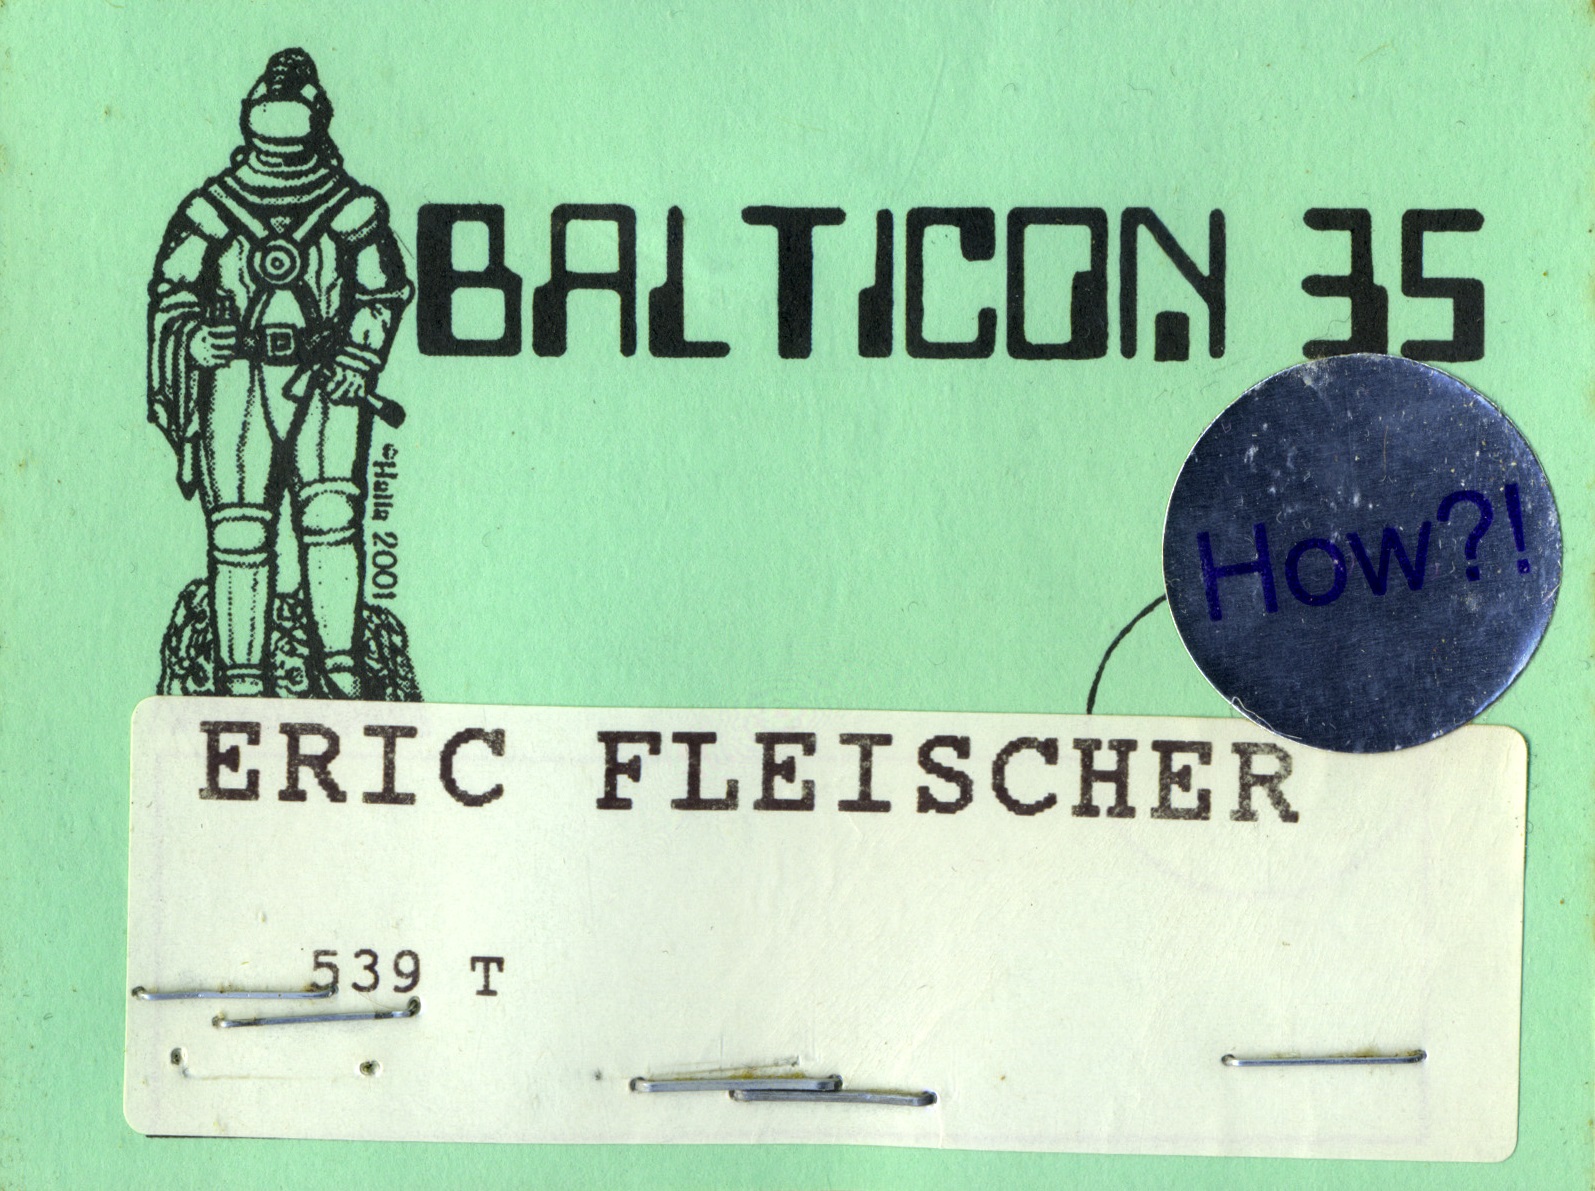 BALTICON 35
©Halla 2001
How?!
ERIC FLEISCHER
539 T